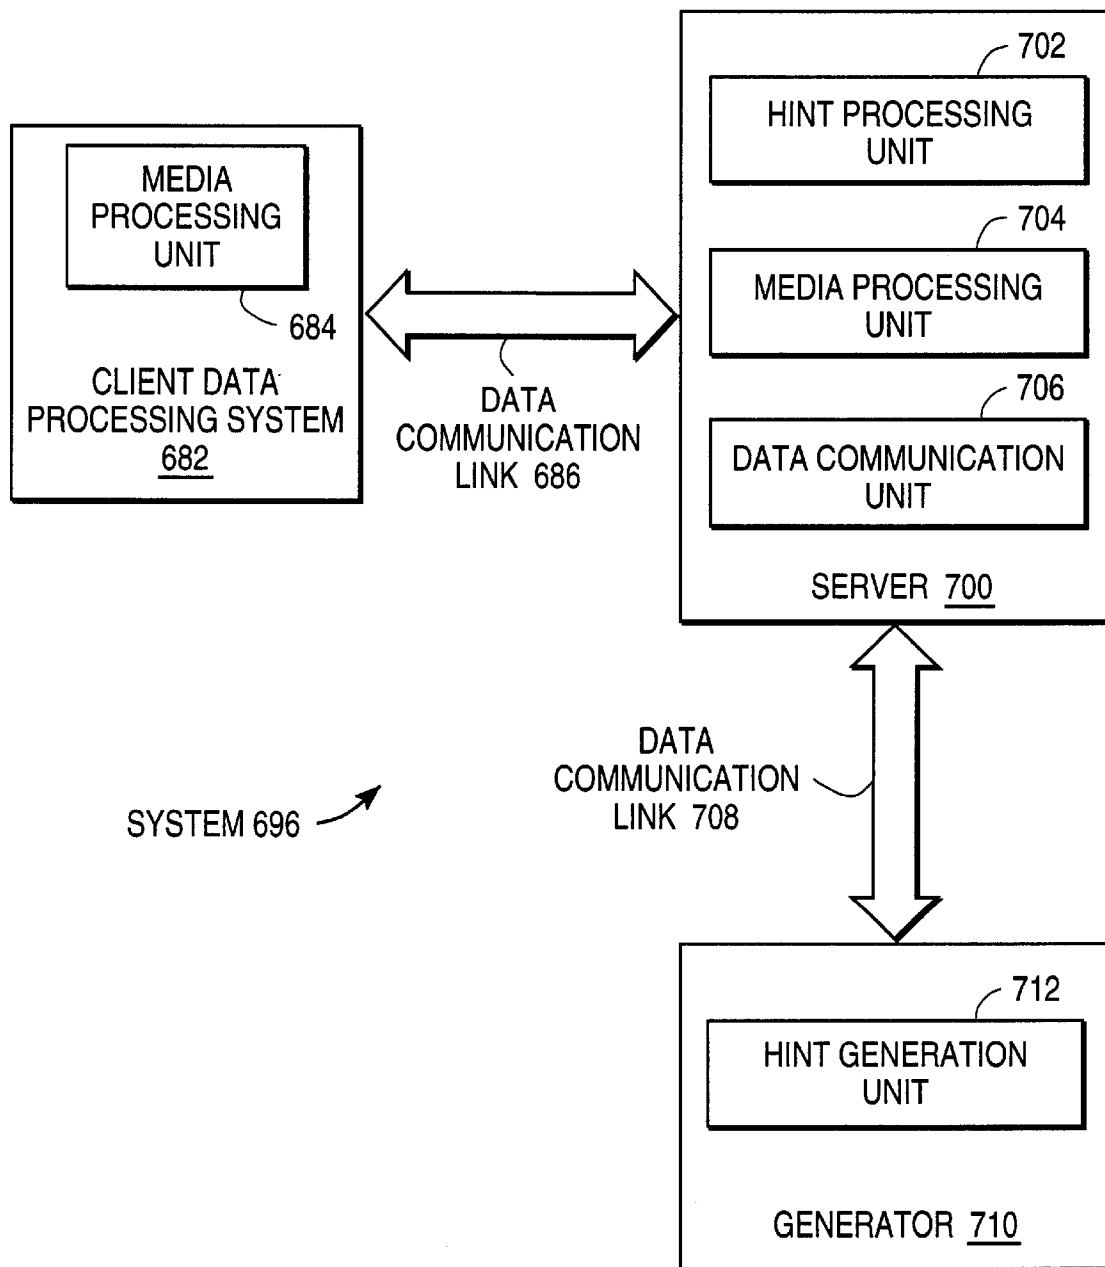 702
HINT PROCESSING
UNIT
MEDIA
PROCESSING
UNIT
684
CLIENT DATA
PROCESSING SYSTEM
682
DATA
COMMUNICATION
LINK 686
704
MEDIA PROCESSING
UNIT
706
DATA COMMUNICATION
UNIT
SERVER 700
DATA
COMMUNICATION
LINK 708
SYSTEM 696
712
HINT GENERATION
UNIT
GENERATOR 710